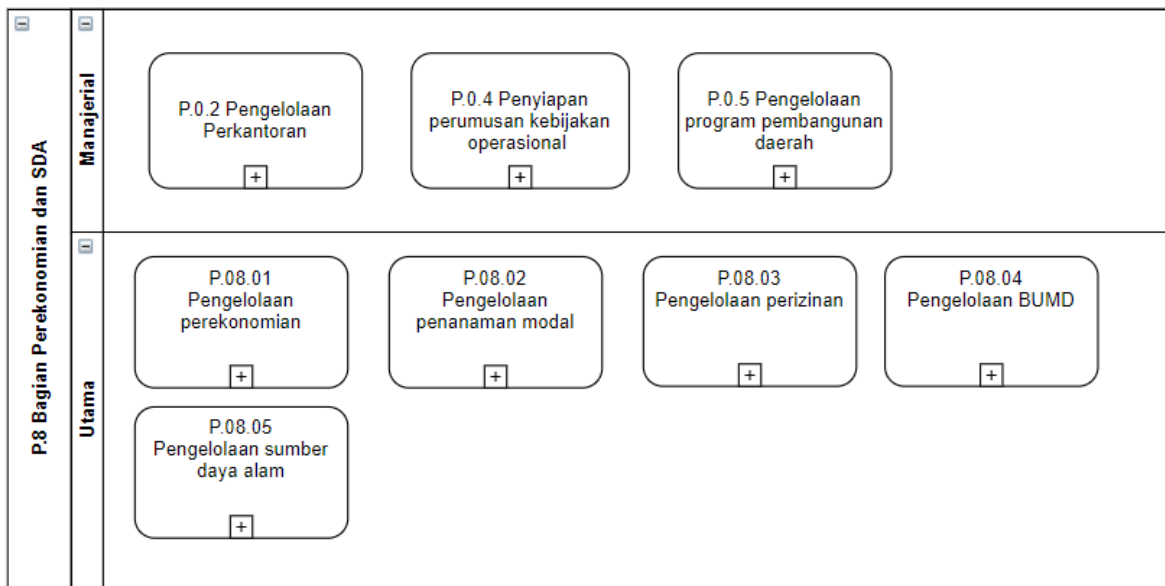 P.8 Bagian Perekonomian dan SDA
Manajerial
P.0.2 Pengelolaan
Perkantoran
P.0.4 Penyiapan
perumusan kebijakan
operasional
P.0.5 Pengelolaan
program pembangunan
daerah
Utama
P.08.01
Pengelolaan
perekonomian
P.08.02
Pengelolaan
penanaman modal
P.08.03
Pengelolaan perizinan
P.08.04
Pengelolaan BUMD
P.08.05
Pengelolaan sumber
daya alam